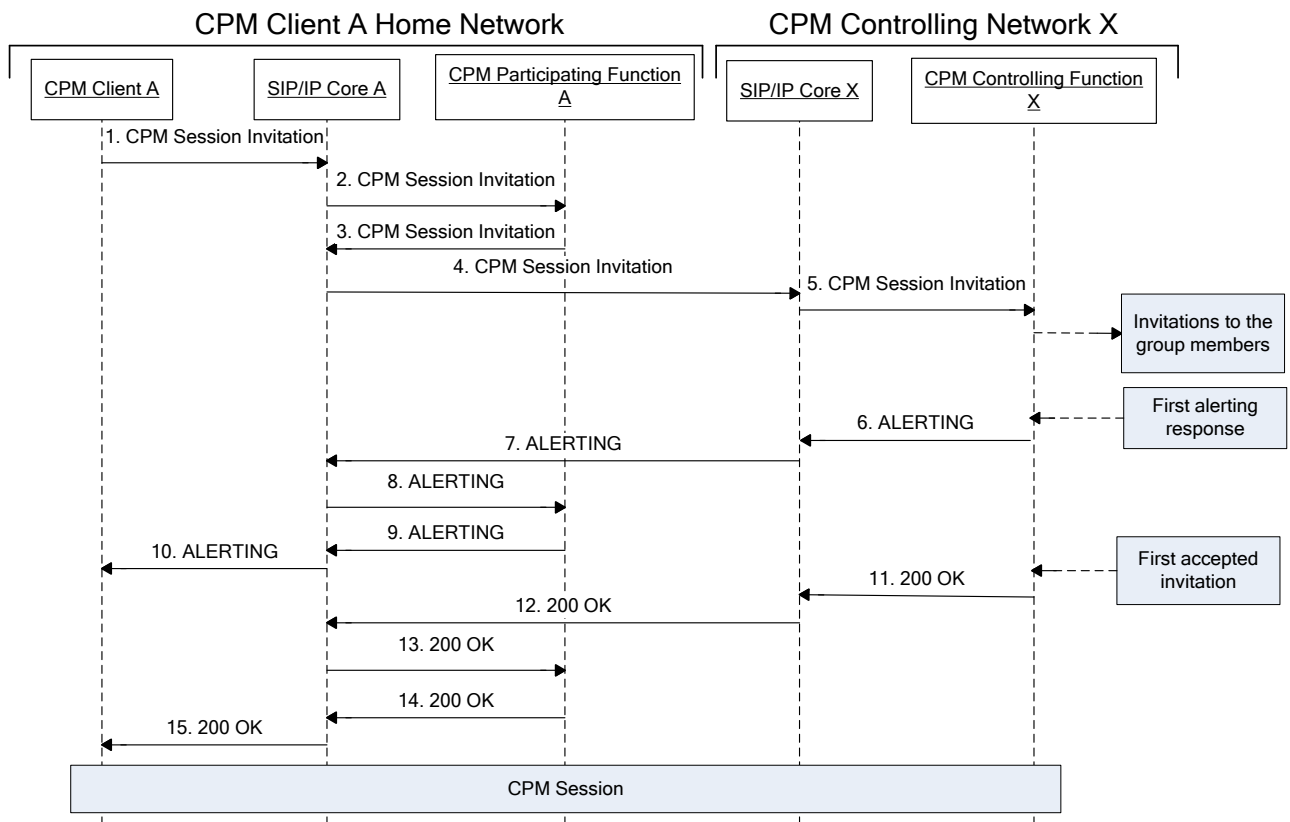 CPM Client A Home Network
CPM Controlling Network X
CPM Client A
SIP/IP Core A
CPM Participating Function
A
SIP/IP Core X
CPM Controlling Function
X
1. CPM Session Invitation
2. CPM Session Invitation
3. CPM Session Invitation
4. CPM Session Invitation
5. CPM Session Invitation
Invitations to the
group members
First alerting
response
6. ALERTING
7. ALERTING
8. ALERTING
9. ALERTING
10. ALERTING
First accepted
invitation
11. 200 OK
12. 200 OK
13. 200 OK
14. 200 OK
15. 200 OK
CPM Session